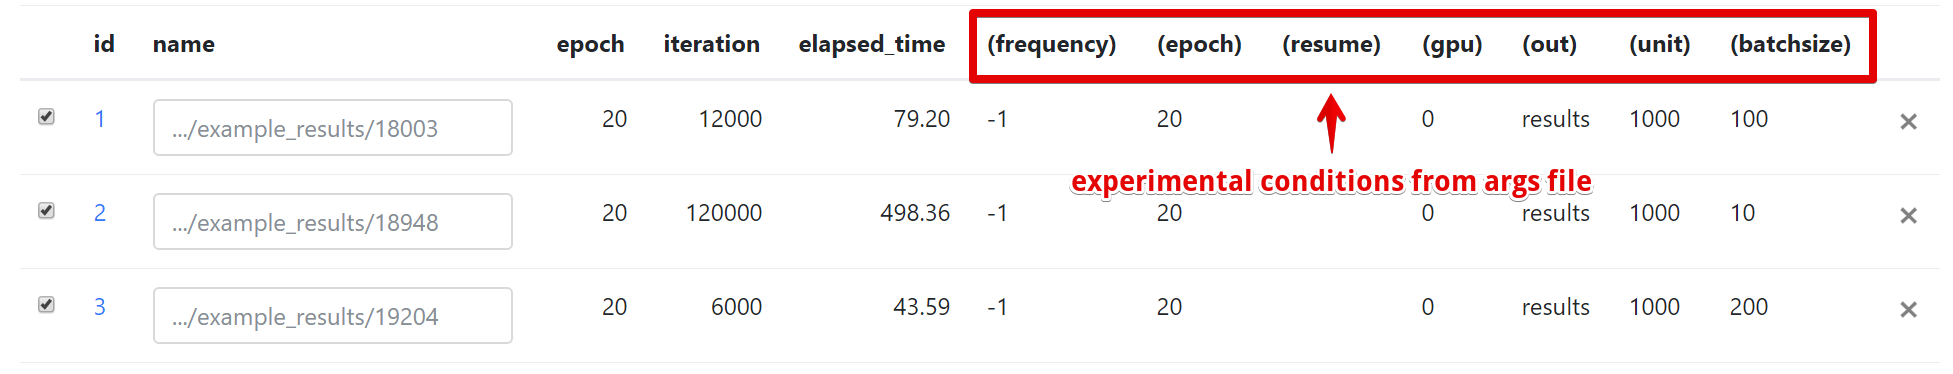 id name epoch iteration elapsed_time (frequency) (epoch) (resume) (gpu) (out) (unit) (batchsize)
1 .../example_results/18003 20 12000 79.20 -1 20 0 results 1000 100
experimental conditions from args file
2 .../example_results/18948 20 120000 498.36 -1 20 0 results 1000 10
3 .../example_results/19204 20 6000 43.59 -1 20 0 results 1000 200